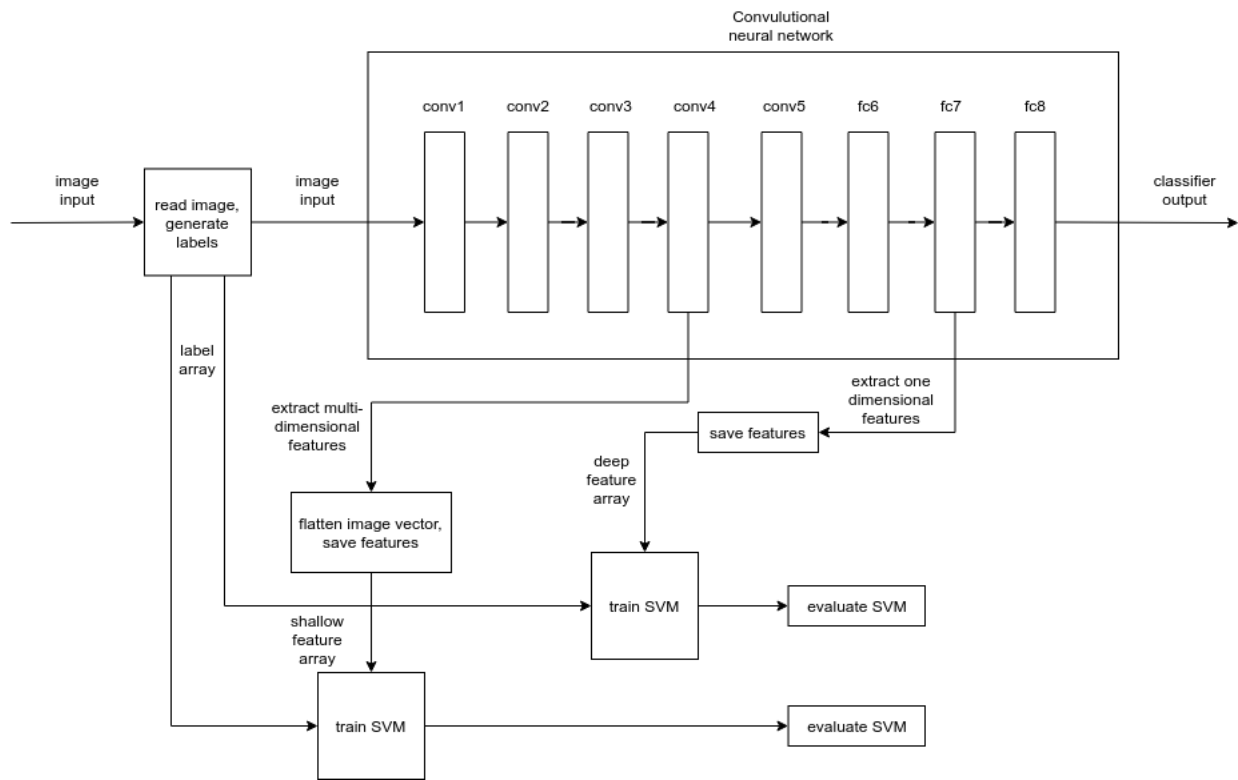 Convulutional
neural network
conv1
conv2
conv3
conv4
conv5
fc6
fc7
fc8
image
input
read image,
generate
labels
image
input
classifier
output
label
array
extract multi-
dimensional
features
extract one
dimensional
features
save features
deep
feature
array
flatten image vector,
save features
train SVM
evaluate SVM
shallow
feature
array
train SVM
evaluate SVM